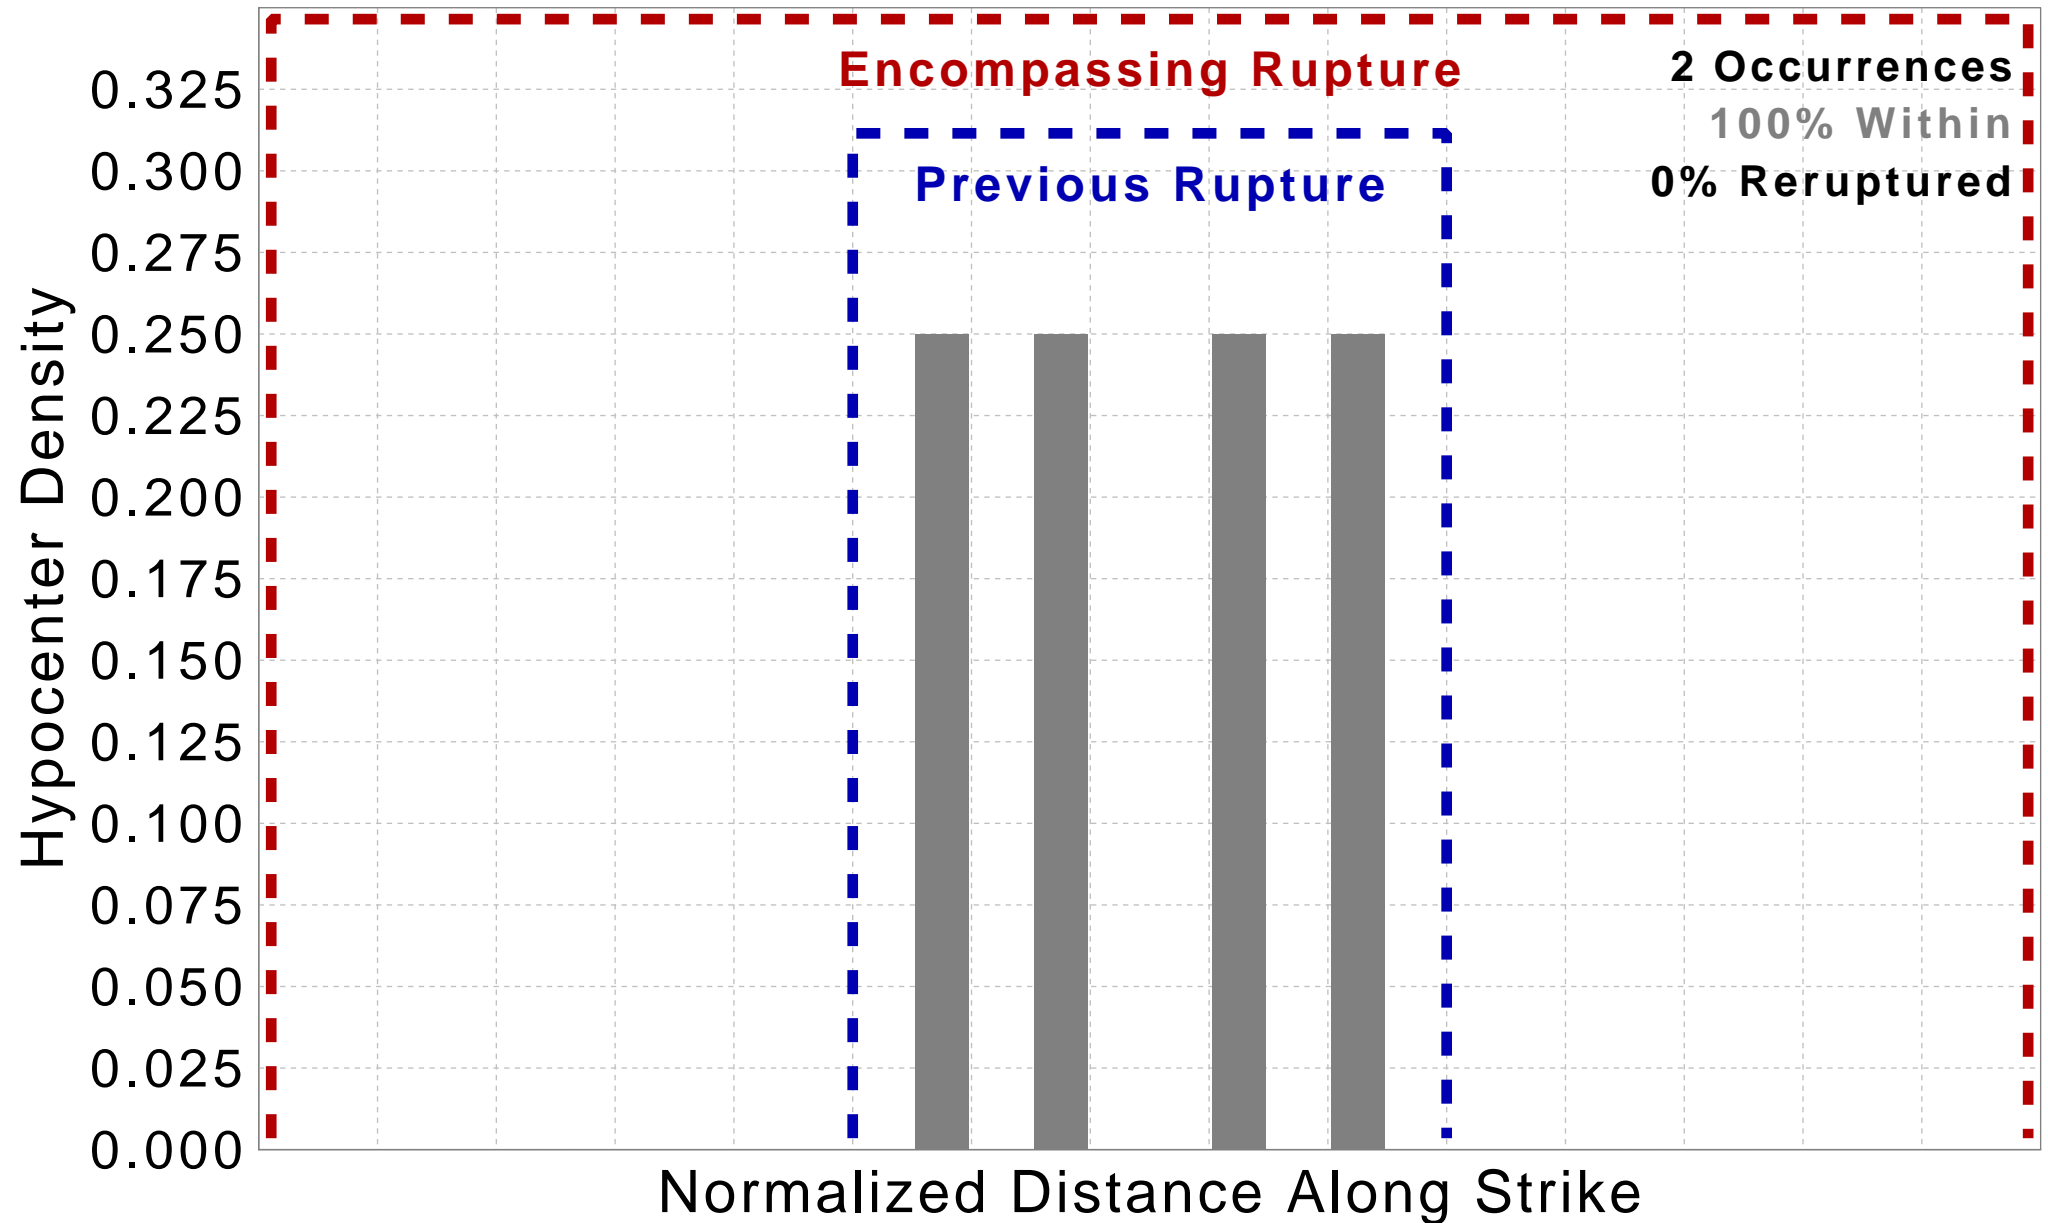 Encompassing Rupture
2 Occurrences
100% Within
0% Reruptured
Previous Rupture
Hypocenter Density
0.325
0.300
0.275
0.250
0.225
0.200
0.175
0.150
0.125
0.100
0.075
0.050
0.025
0.000
Normalized Distance Along Strike